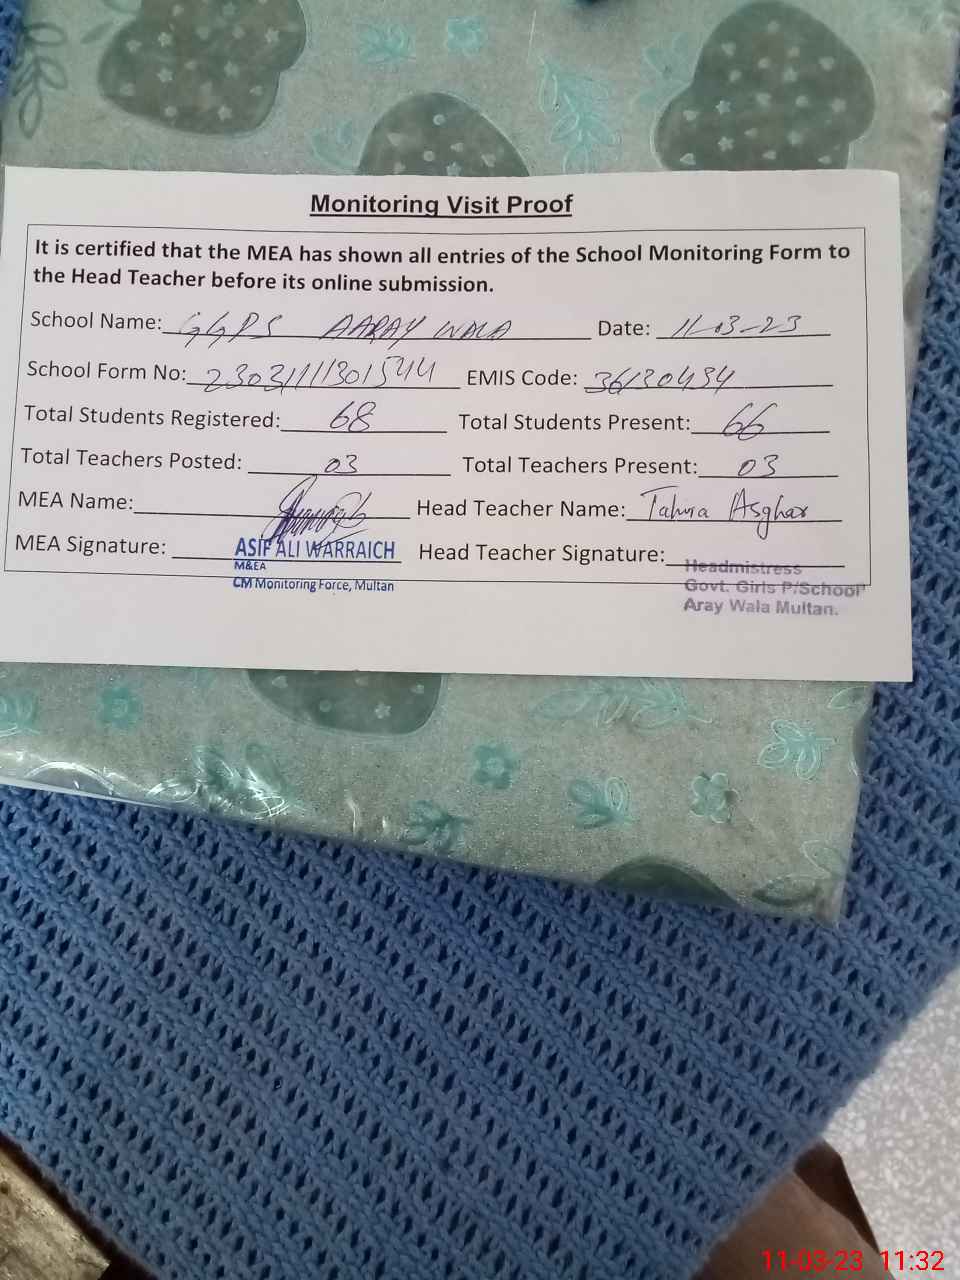 Monitoring Visit Proof
It is certified that the MEA has shown all entries of the School Monitoring Form to
the Head Teacher before its online submission.
School Name: GGPS AARAY WALA Date: 11-03-23
School Form No: 23031111301544 EMIS Code: 36130434
Total Students Registered: 68 Total Students Present: 66
Total Teachers Posted: 03 Total Teachers Present: 03
MEA Name: Head Teacher Name: Tahira Asghar
MEA Signature: ASIF ALI WARRAICH Head Teacher Signature:
M&EA
CM Monitoring Force, Multan
Headmistress
Govt. Girls P/School
Aray Wala Multan.
11-03-23 11:32